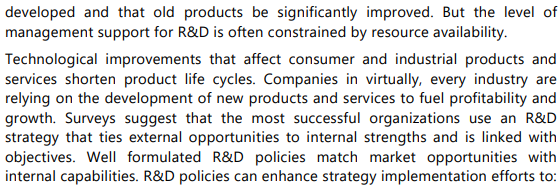 developed and that old products be significantly improved. But the level of
management support for R&D is often constrained by resource availability.
Technological improvements that affect consumer and industrial products and
services shorten product life cycles. Companies in virtually, every industry are
relying on the development of new products and services to fuel profitability and
growth. Surveys suggest that the most successful organizations use an R&D
strategy that ties external opportunities to internal strengths and is linked with
objectives. Well formulated R&D policies match market opportunities with
internal capabilities. R&D policies can enhance strategy implementation efforts to: